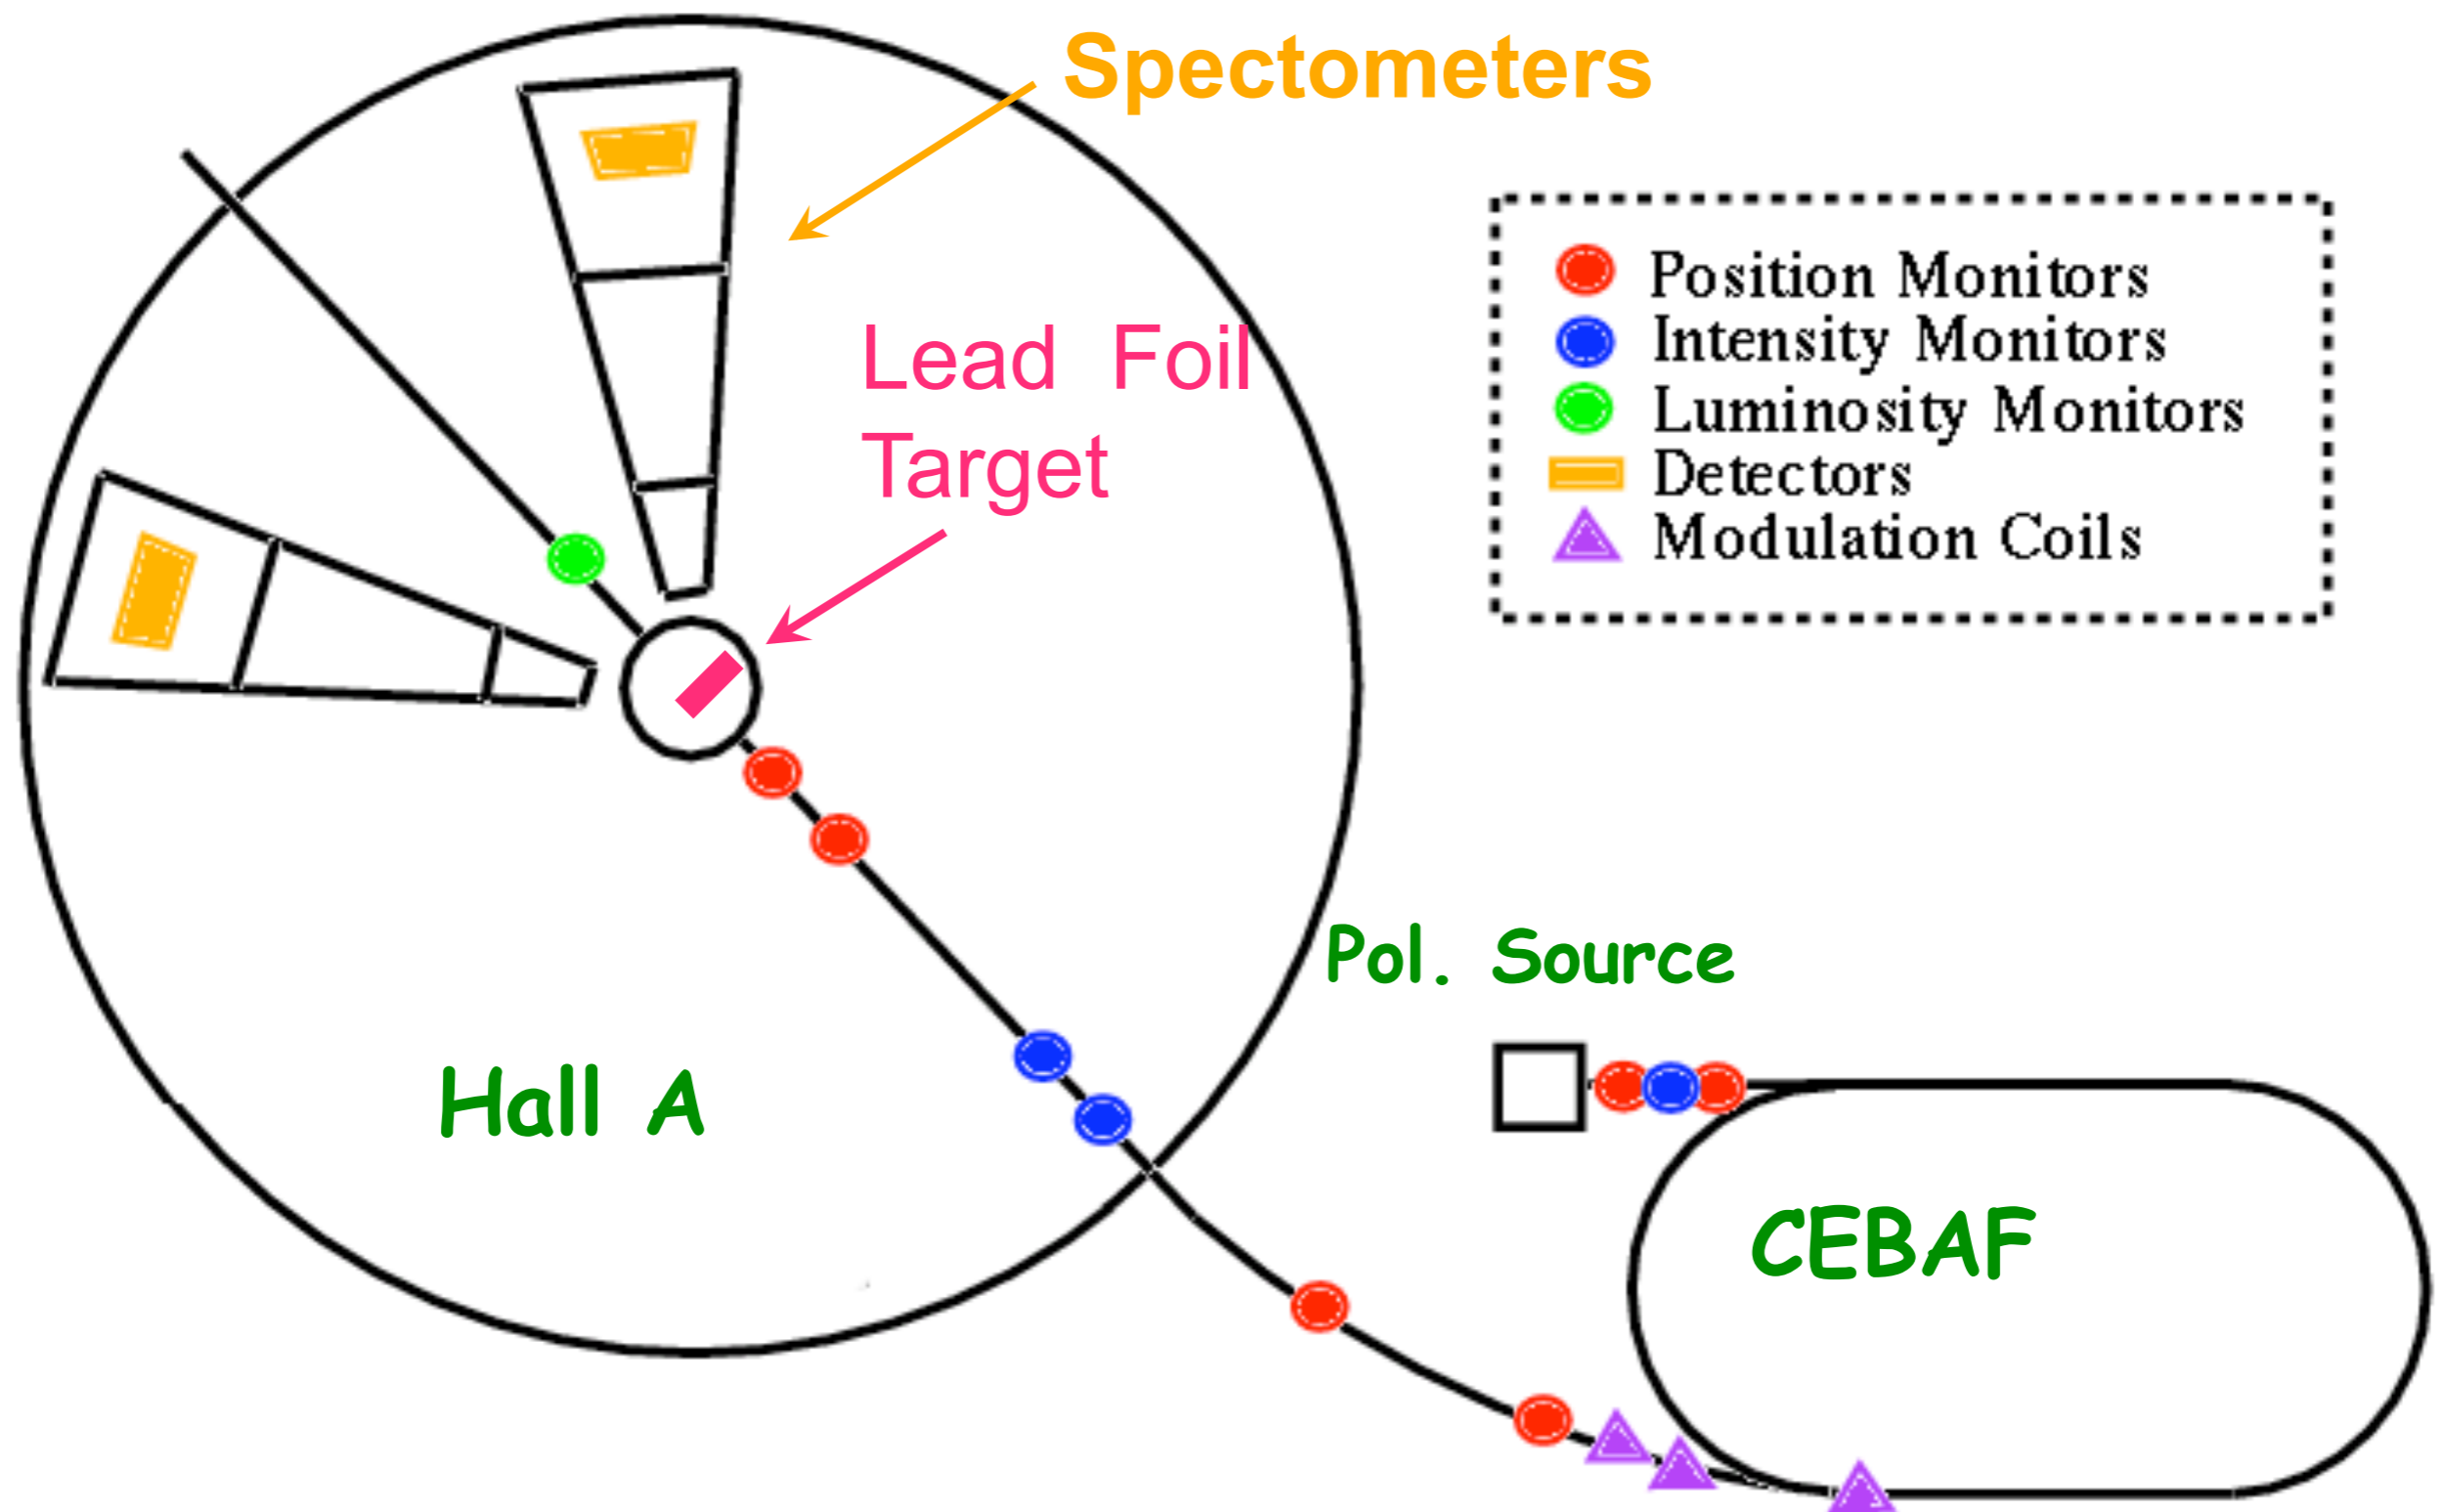 Spectometers
Position Monitors
Intensity Monitors
Luminosity Monitors
Detectors
Modulation Coils
Lead Foil
Target
Pol. Source
Hall A
CEBAF